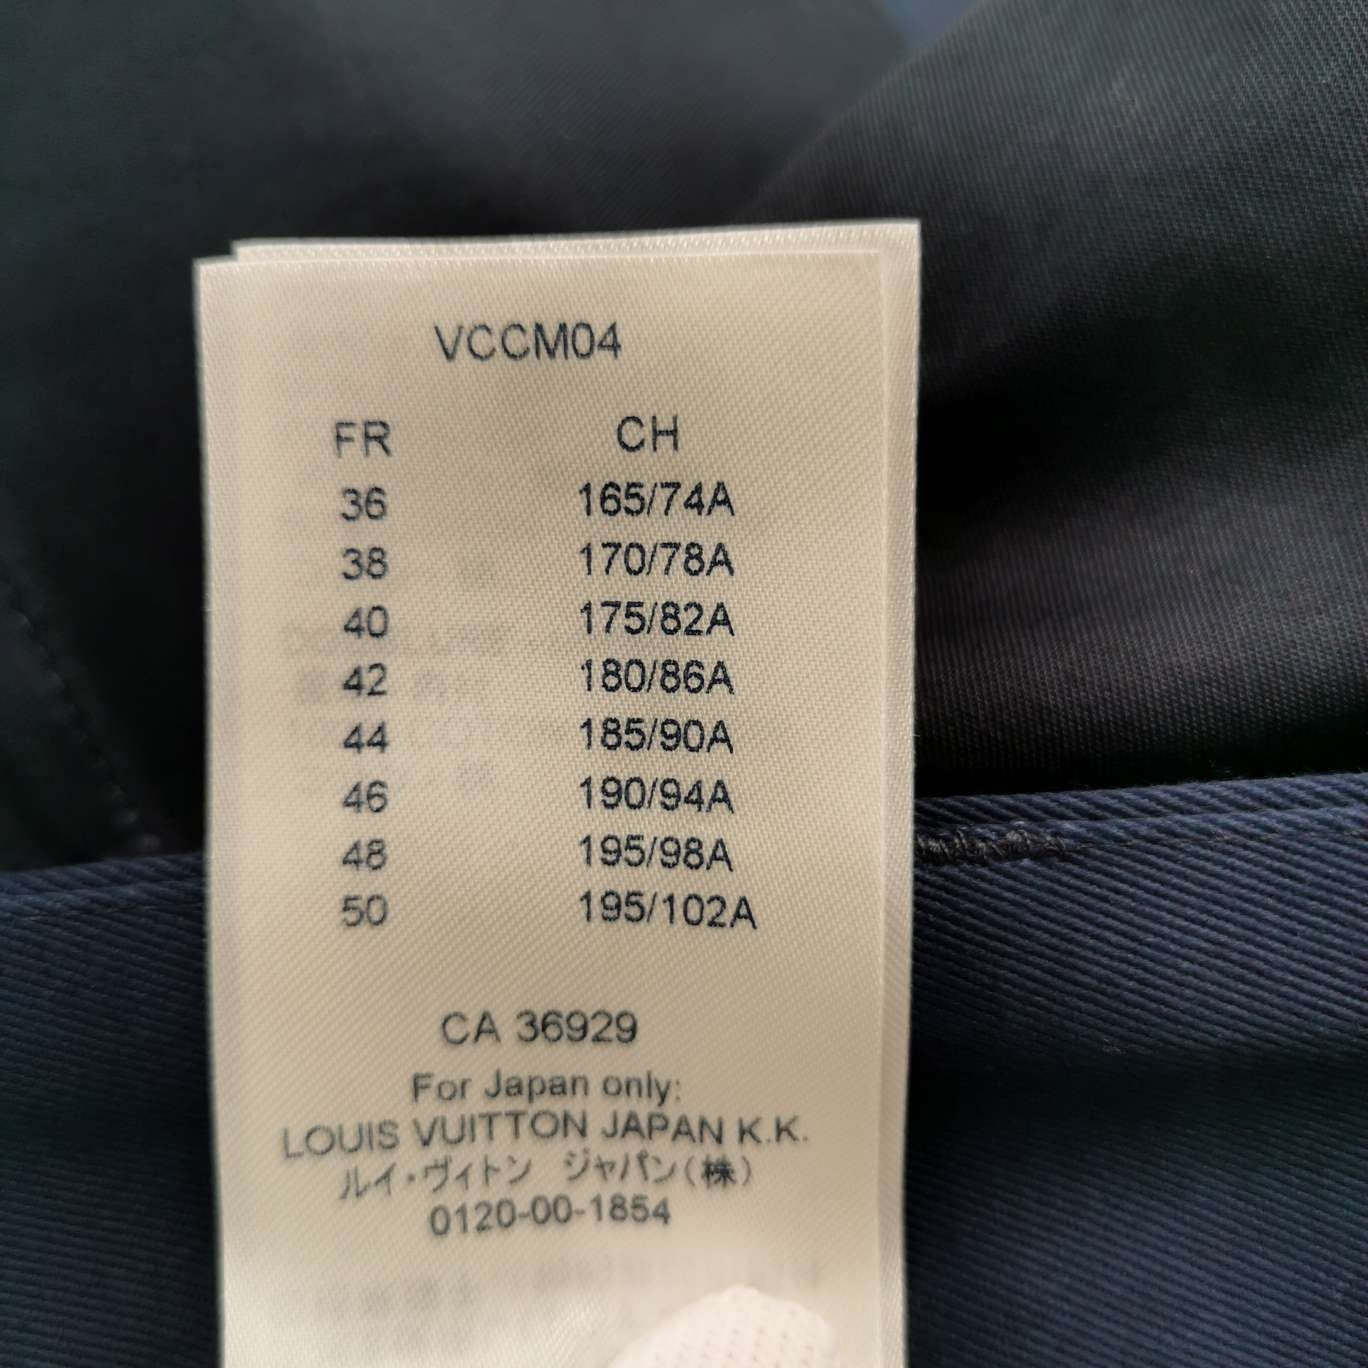 VCCM04
FR CH
36 165/74A
38 170/78A
40 175/82A
42 180/86A
44 185/90A
46 190/94A
48 195/98A
50 195/102A
CA 36929
For Japan only:
LOUIS VUITTON JAPAN K.K.
ルイ・ヴィトン ジャパン(株)
0120-00-1854